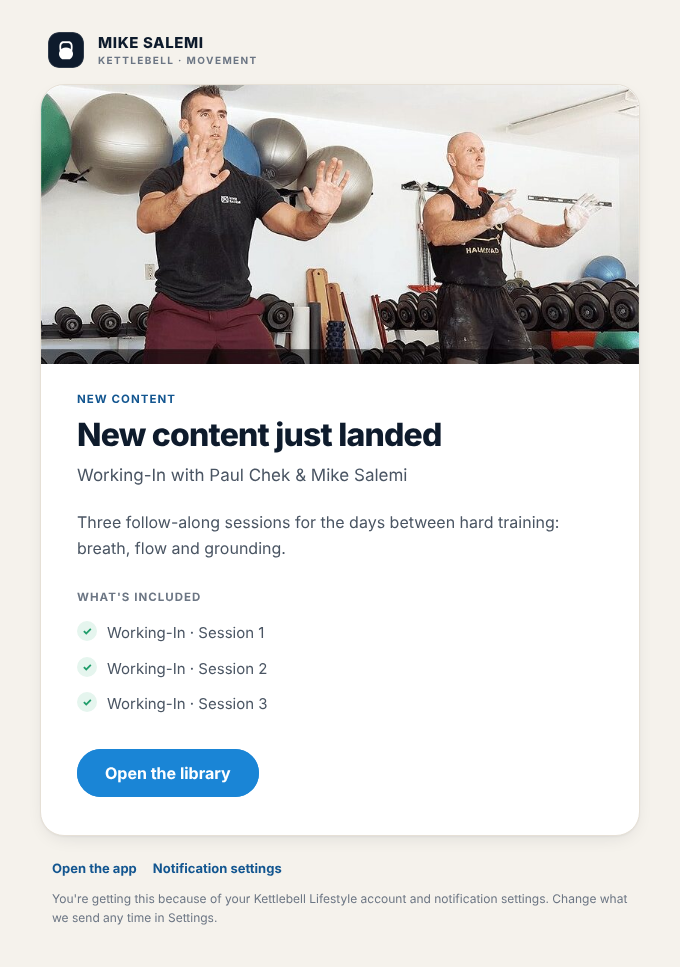 MIKE SALEMI
KETTLEBELL · MOVEMENT
NEW CONTENT
New content just landed
Working-In with Paul Chek & Mike Salemi
Three follow-along sessions for the days between hard training:
breath, flow and grounding.
WHAT'S INCLUDED
Working-In · Session 1
Working-In · Session 2
Working-In · Session 3
Open the library
Open the app    Notification settings
You're getting this because of your Kettlebell Lifestyle account and notification settings. Change what
we send any time in Settings.